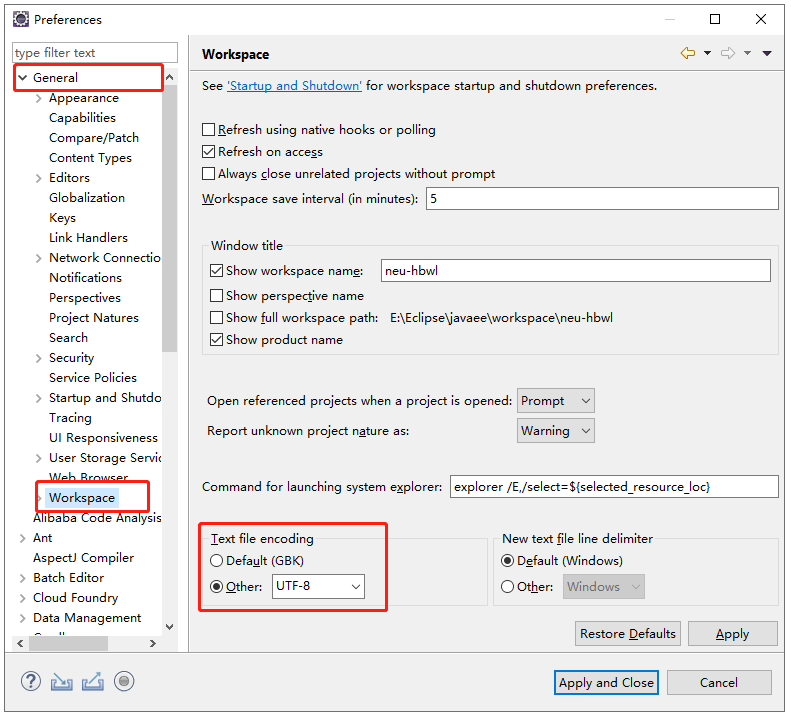 Preferences
type filter text
General
Appearance
Capabilities
Compare/Patch
Content Types
Editors
Globalization
Keys
Link Handlers
Network Connectio
Notifications
Perspectives
Project Natures
Search
Security
Service Policies
Startup and Shutdo
Tracing
UI Responsiveness
User Storage Servic
Web Browser
Workspace
Alibaba Code Analysis
Ant
AspectJ Compiler
Batch Editor
Cloud Foundry
Data Management
Workspace
See 'Startup and Shutdown' for workspace startup and shutdown preferences.
Refresh using native hooks or polling
Refresh on access
Always close unrelated projects without prompt
Workspace save interval (in minutes): 5
Window title
Show workspace name: neu-hbwl
Show perspective name
Show full workspace path: E:\Eclipse\javaee\workspace\neu-hbwl
Show product name
Open referenced projects when a project is opened: Prompt
Report unknown project nature as: Warning
Command for launching system explorer: explorer /E,/select=${selected_resource_loc}
Text file encoding
Default (GBK)
Other: UTF-8
New text file line delimiter
Default (Windows)
Other: Windows
Restore Defaults Apply
Apply and Close Cancel